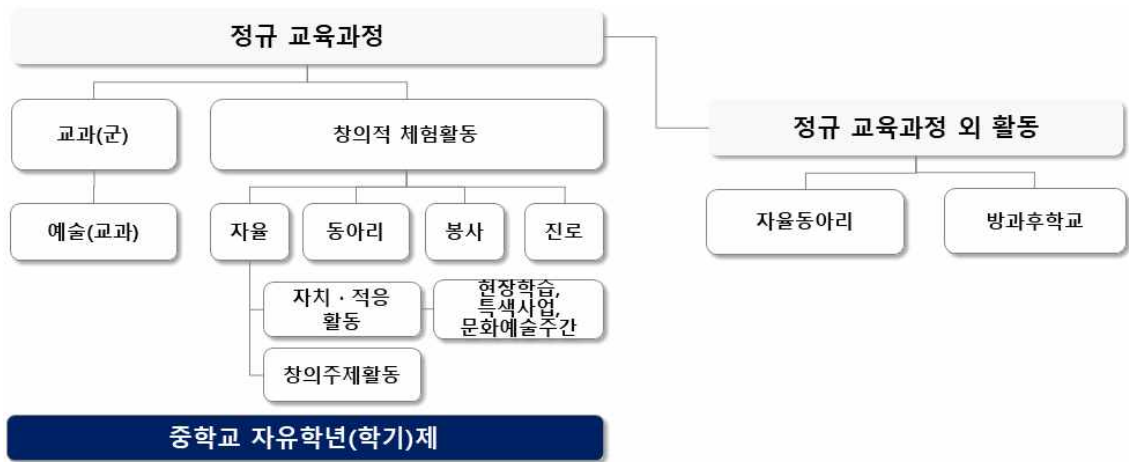 정규 교육과정
교과(군)
창의적 체험활동
정규 교육과정 외 활동
예술(교과)
자율
동아리
봉사
진로
자율동아리
방과후학교
자치·적응
활동
현장학습,
특색사업,
문화예술주간
창의주제활동
중학교 자유학년(학기)제